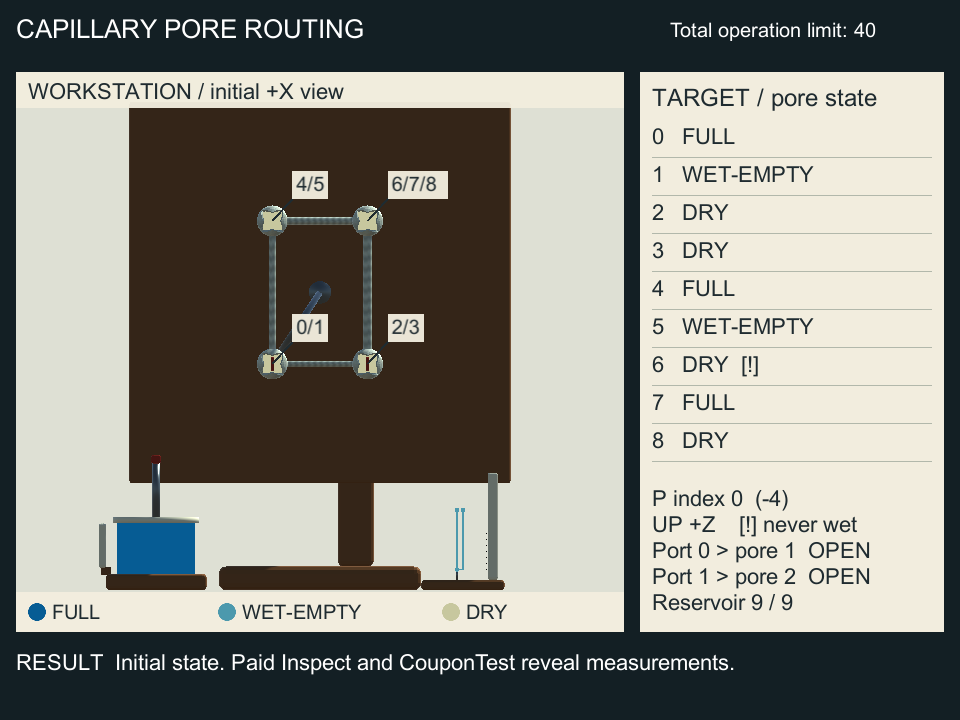 CAPILLARY PORE ROUTING
Total operation limit: 40
WORKSTATION / initial +X view
4/5
6/7/8
0/1
2/3
FULL
WET-EMPTY
DRY
TARGET / pore state
0 FULL
1 WET-EMPTY
2 DRY
3 DRY
4 FULL
5 WET-EMPTY
6 DRY [!]
7 FULL
8 DRY
P index 0 (-4)
UP +Z [!] never wet
Port 0 > pore 1 OPEN
Port 1 > pore 2 OPEN
Reservoir 9 / 9
RESULT Initial state. Paid Inspect and CouponTest reveal measurements.